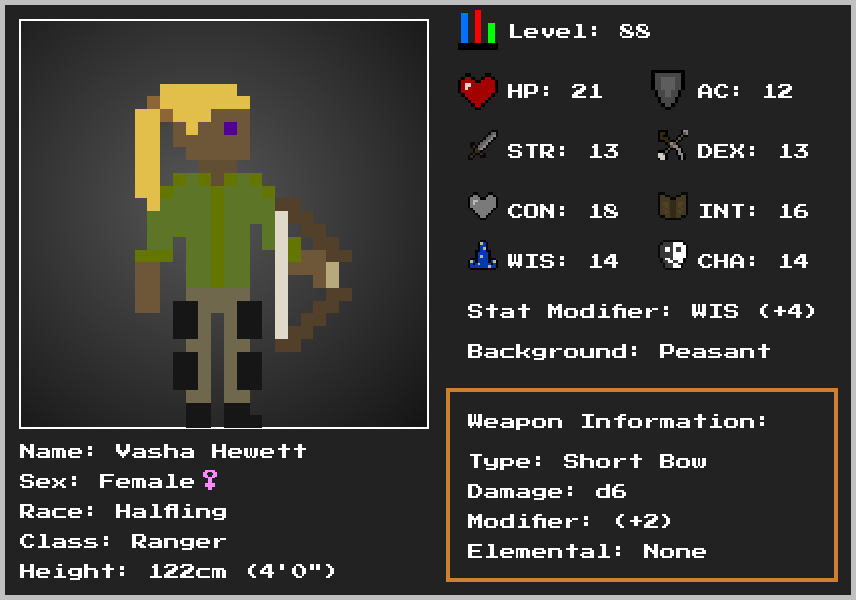 Level: 88
HP: 21 AC: 12
STR: 13 DEX: 13
CON: 18 INT: 16
WIS: 14 CHA: 14
Stat Modifier: WIS (+4)
Background: Peasant
Weapon Information:
Type: Short Bow
Damage: d6
Modifier: (+2)
Elemental: None
Name: Vasha Hewett
Sex: Female♀
Race: Halfling
Class: Ranger
Height: 122cm (4'0")